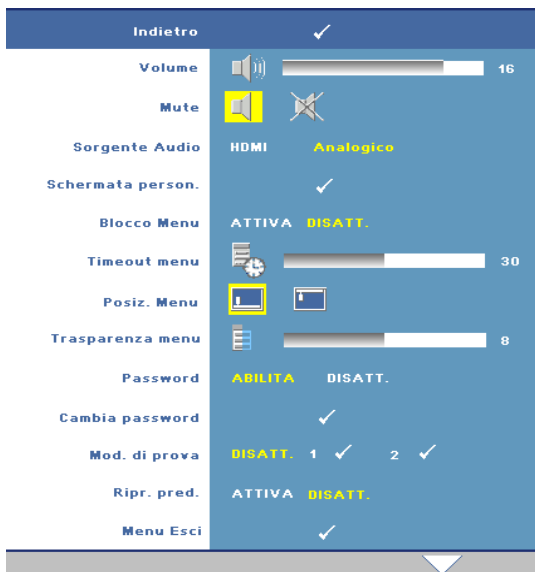 Indietro
Volume 16
Mute
Sorgente Audio HDMI Analogico
Schermata person.
Blocco Menu ATTIVA DISATT.
Timeout menu 30
Posiz. Menu
Trasparenza menu 8
Password ABILITA DISATT.
Cambia password
Mod. di prova DISATT. 1 2
Ripr. pred. ATTIVA DISATT.
Menu Esci